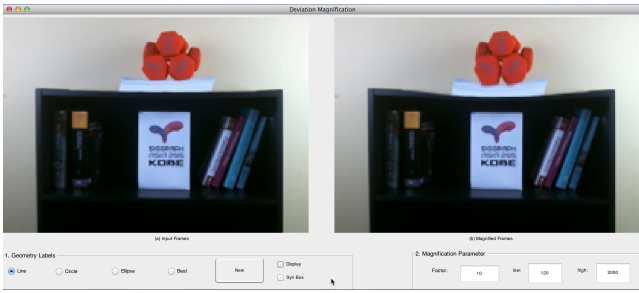 Deviation Magnification
SIGGRAPH
ASIA 2015
KOBE
SIGGRAPH
ASIA 2015
KOBE
(a) Input Frames
(b) Magnified Frames
1. Geometry Labels
Line
Circle
Ellipse
Best
New
Display
Syn Box
2. Magnification Parameter
Factor:
10
low:
120
high:
2000